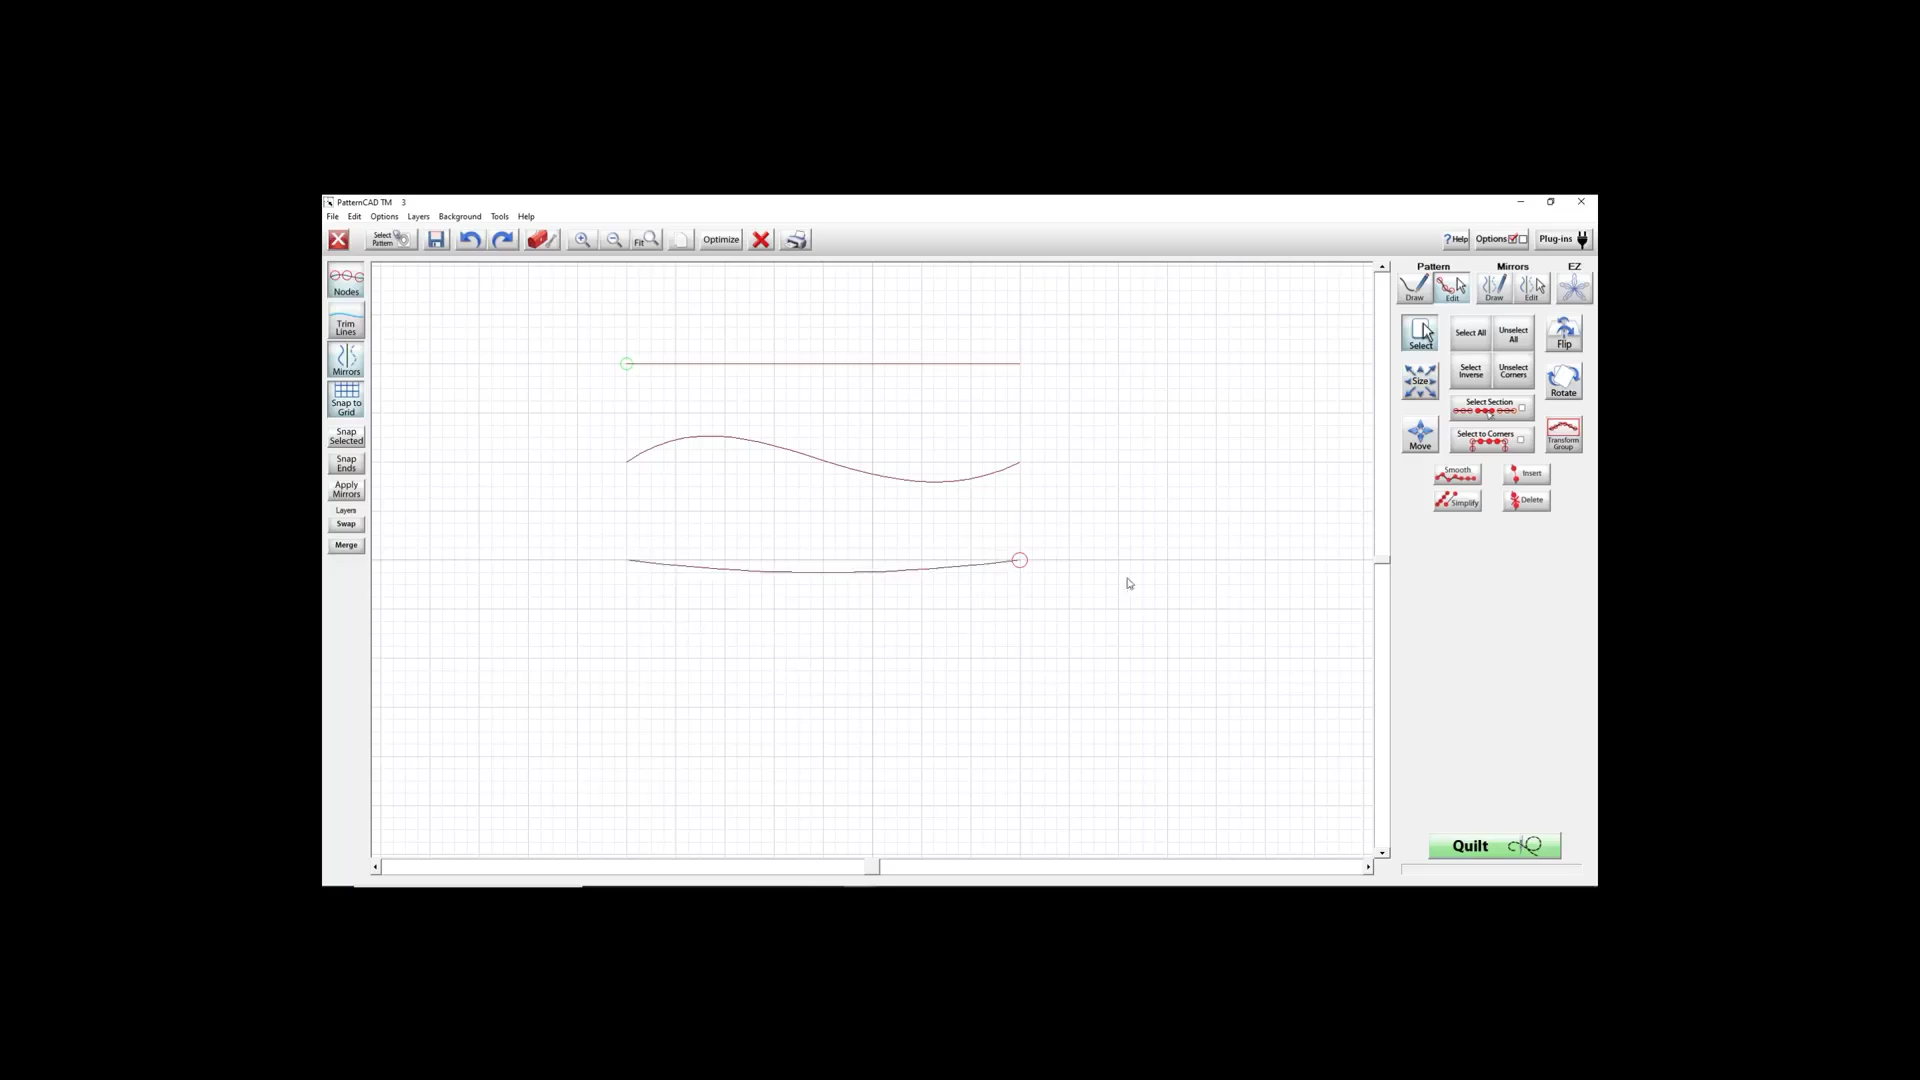 PatternCAD TM 3
File Edit Options Layers Background Tools Help
Select Pattern
Fit
Optimize
? Help
Options
Plug-ins
Nodes
Trim Lines
Mirrors
Snap to Grid
Snap Selected
Snap Ends
Apply Mirrors
Layers
Swap
Merge
Pattern Mirrors EZ
Draw Edit Draw Edit
Select
Select All
Unselect All
Flip
Size
Select Inverse
Unselect Corners
Rotate
Select Section
Move
Select to Corners
Transform Group
Smooth
Insert
Simplify
Delete
Quilt